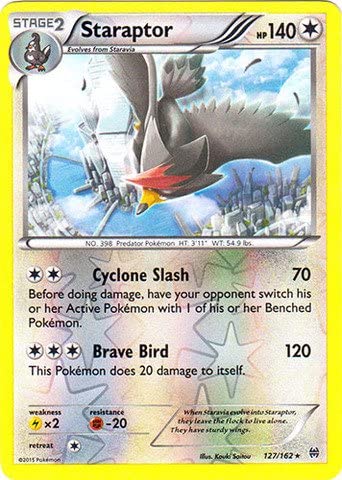 STAGE2 Staraptor HP140
Evolves from Staravia
NO. 398 Predator Pokémon HT: 3'11" WT: 54.9 lbs.
Cyclone Slash 70
Before doing damage, have your opponent switch his
or her Active Pokémon with 1 of his or her Benched
Pokémon.
Brave Bird 120
This Pokémon does 20 damage to itself.
weakness resistance
×2 -20
retreat
When Staravia evolve into Staraptor,
they leave the flock to live alone.
They have sturdy wings.
Illus. Kouki Saitou 127/162 ★
©2015 Pokémon